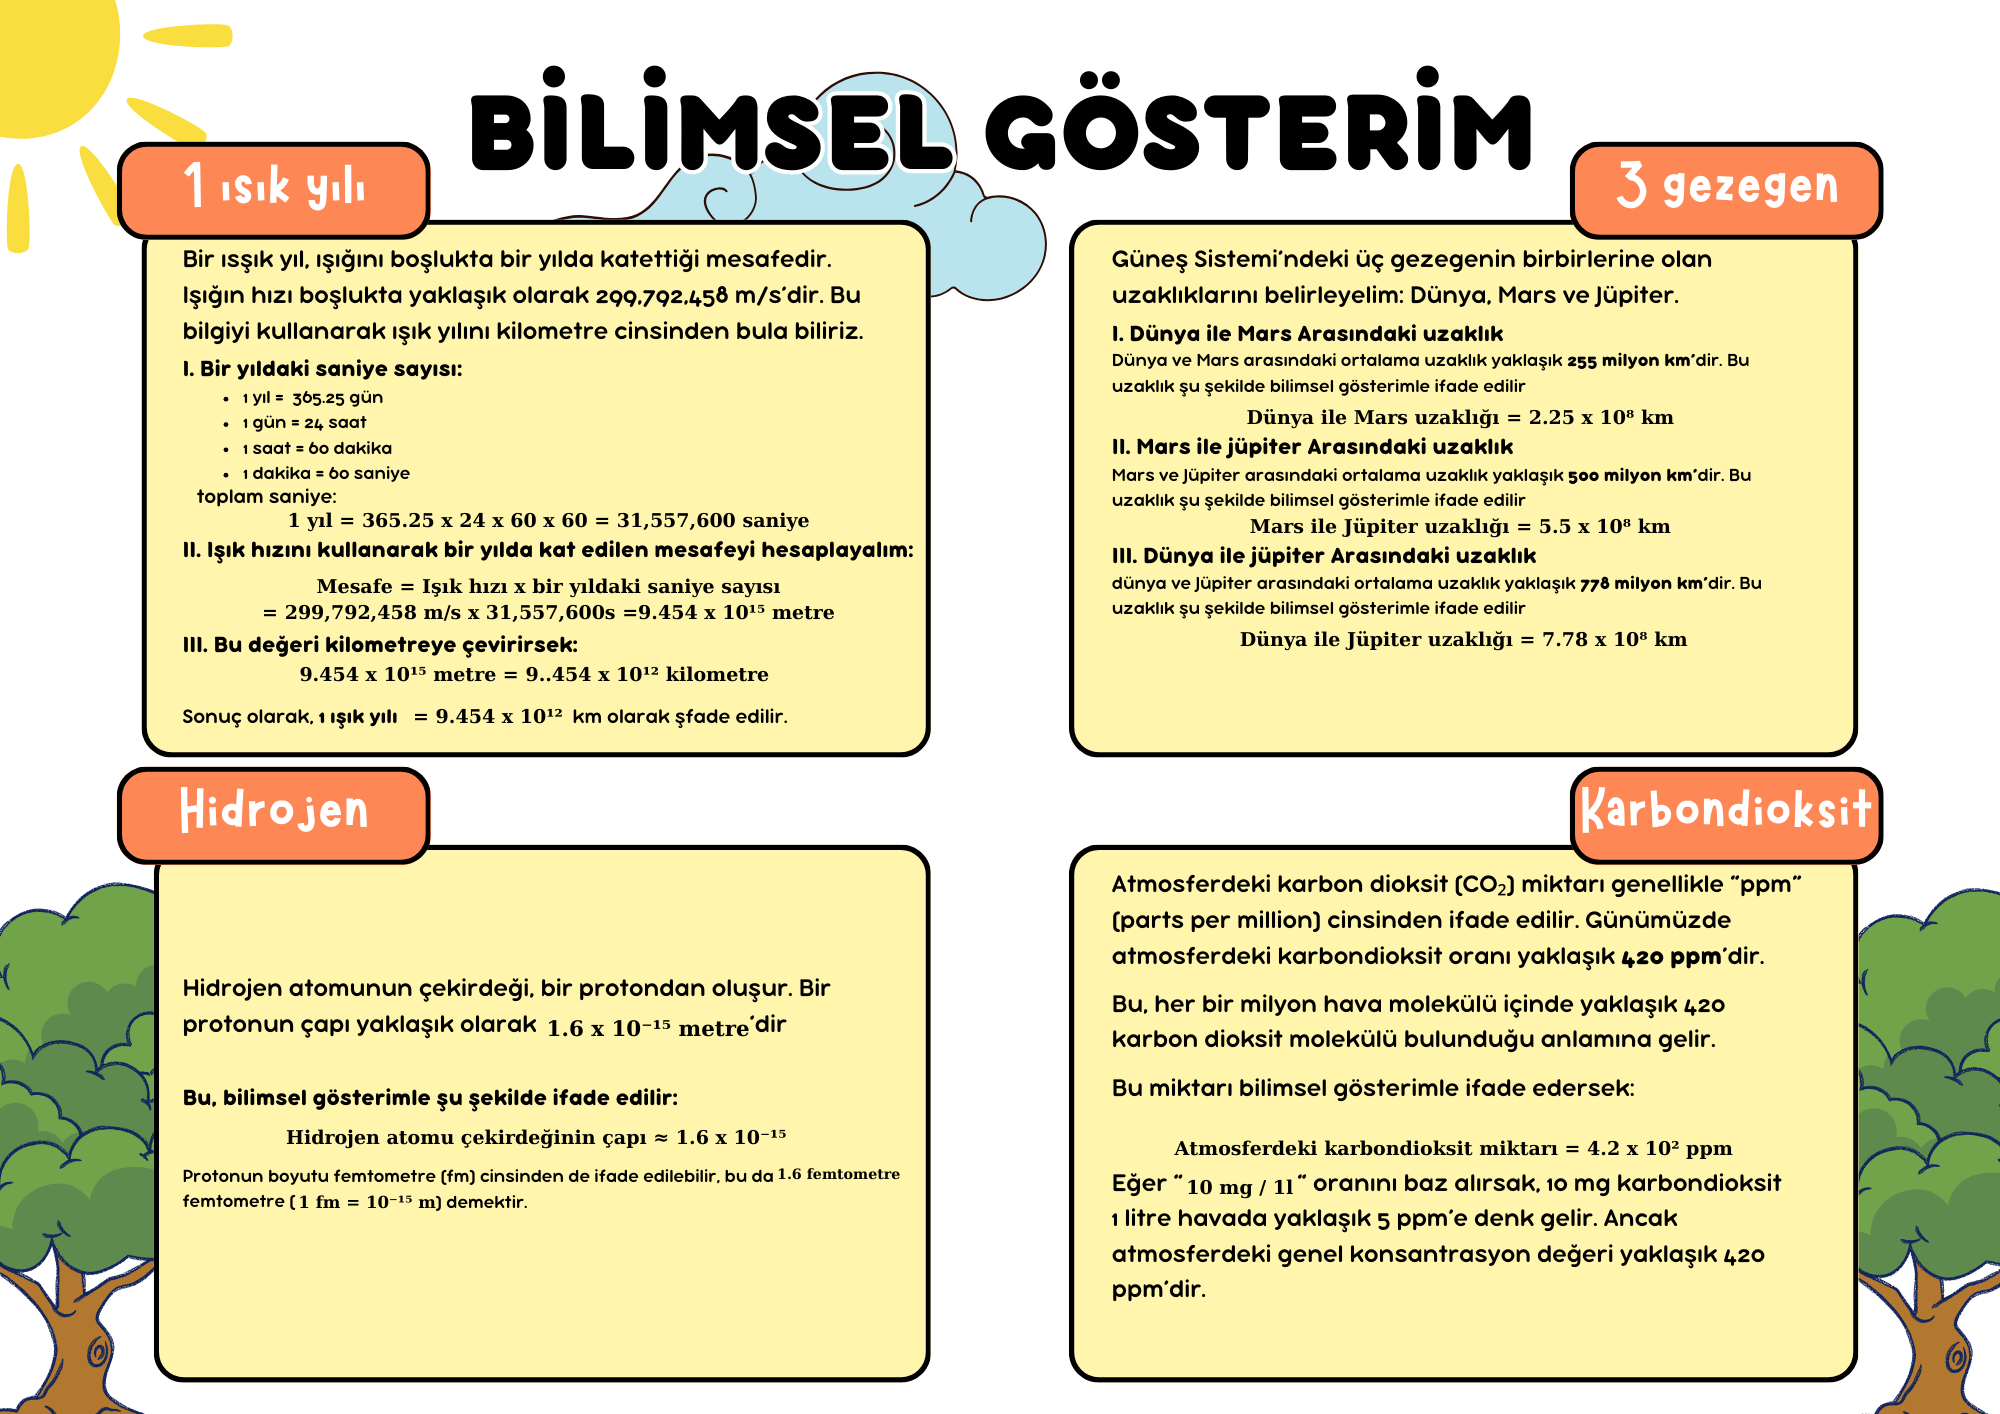 BİLİMSEL GÖSTERİM
1 ısık yılı
Bir ısşık yıl, ışığını boşlukta bir yılda katettiği mesafedir.
Işığın hızı boşlukta yaklaşık olarak 299,792,458 m/s'dir. Bu
bilgiyi kullanarak ışık yılını kilometre cinsinden bula biliriz.
I. Bir yıldaki saniye sayısı:
• 1 yıl = 365.25 gün
• 1 gün = 24 saat
• 1 saat = 60 dakika
• 1 dakika = 60 saniye
toplam saniye:
1 yıl = 365.25 x 24 x 60 x 60 = 31,557,600 saniye
II. Işık hızını kullanarak bir yılda kat edilen mesafeyi hesaplayalım:
Mesafe = Işık hızı x bir yıldaki saniye sayısı
= 299,792,458 m/s x 31,557,600s =9.454 x 10¹⁵ metre
III. Bu değeri kilometreye çevirirsek:
9.454 x 10¹⁵ metre = 9..454 x 10¹² kilometre
Sonuç olarak, 1 ışık yılı = 9.454 x 10¹² km olarak şfade edilir.
3 gezegen
Güneş Sistemi'ndeki üç gezegenin birbirlerine olan
uzaklıklarını belirleyelim: Dünya, Mars ve Jüpiter.
I. Dünya ile Mars Arasındaki uzaklık
Dünya ve Mars arasındaki ortalama uzaklık yaklaşık 255 milyon km'dir. Bu
uzaklık şu şekilde bilimsel gösterimle ifade edilir
Dünya ile Mars uzaklığı = 2.25 x 10⁸ km
II. Mars ile jüpiter Arasındaki uzaklık
Mars ve Jüpiter arasındaki ortalama uzaklık yaklaşık 500 milyon km'dir. Bu
uzaklık şu şekilde bilimsel gösterimle ifade edilir
Mars ile Jüpiter uzaklığı = 5.5 x 10⁸ km
III. Dünya ile jüpiter Arasındaki uzaklık
dünya ve Jüpiter arasındaki ortalama uzaklık yaklaşık 778 milyon km'dir. Bu
uzaklık şu şekilde bilimsel gösterimle ifade edilir
Dünya ile Jüpiter uzaklığı = 7.78 x 10⁸ km
Hidrojen
Hidrojen atomunun çekirdeği, bir protondan oluşur. Bir
protonun çapı yaklaşık olarak 1.6 x 10⁻¹⁵ metre'dir
Bu, bilimsel gösterimle şu şekilde ifade edilir:
Hidrojen atomu çekirdeğinin çapı ≈ 1.6 x 10⁻¹⁵
Protonun boyutu femtometre (fm) cinsinden de ifade edilebilir, bu da 1.6 femtometre
femtometre ( 1 fm = 10⁻¹⁵ m) demektir.
Karbondioksit
Atmosferdeki karbon dioksit (CO₂) miktarı genellikle "ppm"
(parts per million) cinsinden ifade edilir. Günümüzde
atmosferdeki karbondioksit oranı yaklaşık 420 ppm'dir.
Bu, her bir milyon hava molekülü içinde yaklaşık 420
karbon dioksit molekülü bulunduğu anlamına gelir.
Bu miktarı bilimsel gösterimle ifade edersek:
Atmosferdeki karbondioksit miktarı = 4.2 x 10² ppm
Eğer "10 mg / 1l" oranını baz alırsak, 10 mg karbondioksit
1 litre havada yaklaşık 5 ppm'e denk gelir. Ancak
atmosferdeki genel konsantrasyon değeri yaklaşık 420
ppm'dir.